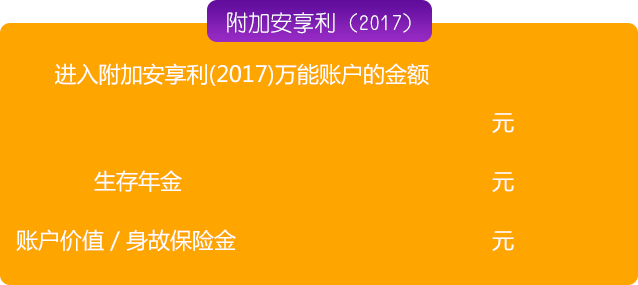 附加安享利（2017）
进入附加安享利(2017)万能账户的金额
元
生存年金 元
账户价值 / 身故保险金 元